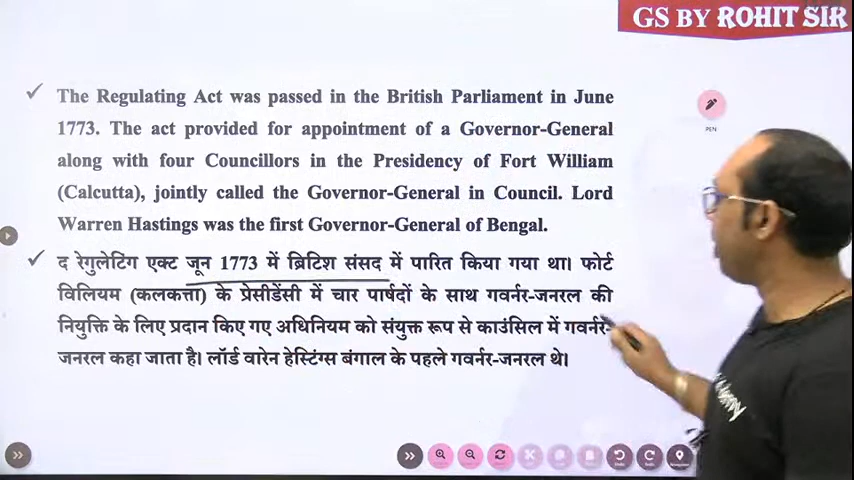 GS BY ROHIT SIR
The Regulating Act was passed in the British Parliament in June
1773. The act provided for appointment of a Governor-General
along with four Councillors in the Presidency of Fort William
(Calcutta), jointly called the Governor-General in Council. Lord
Warren Hastings was the first Governor-General of Bengal.
द रेगुलेटिंग एक्ट जून 1773 में ब्रिटिश संसद में पारित किया गया था। फोर्ट
विलियम (कलकत्ता) के प्रेसीडेंसी में चार पार्षदों के साथ गवर्नर-जनरल की
नियुक्ति के लिए प्रदान किए गए अधिनियम को संयुक्त रूप से काउंसिल में गवर्नर-
जनरल कहा जाता है। लॉर्ड वारेन हेस्टिंग्स बंगाल के पहले गवर्नर-जनरल थे।
PEN
Undo